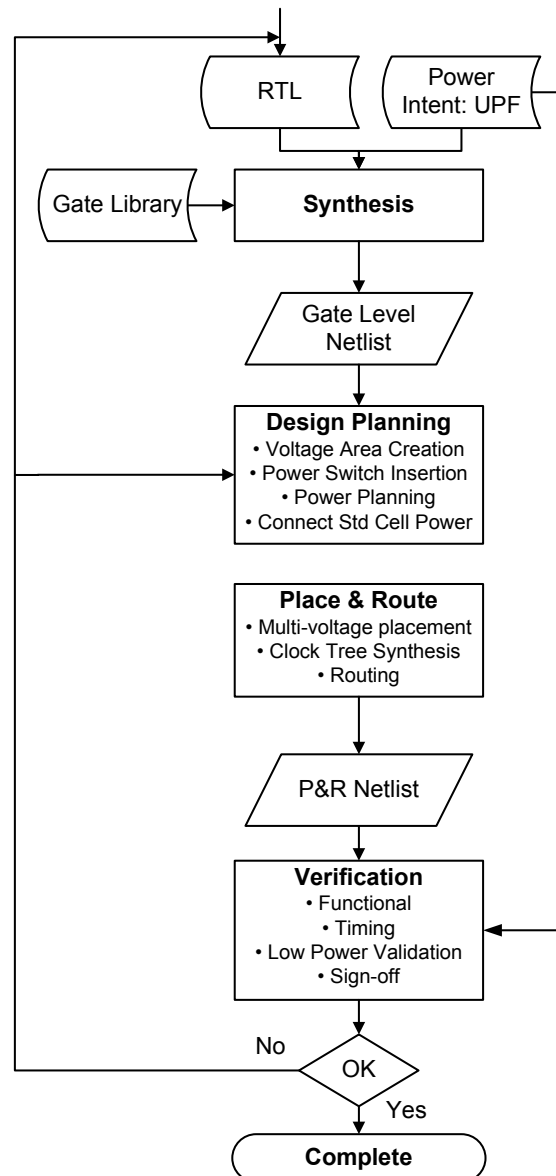 RTL
Power
Intent: UPF
Gate Library
Synthesis
Gate Level
Netlist
Design Planning
• Voltage Area Creation
• Power Switch Insertion
• Power Planning
• Connect Std Cell Power
Place & Route
• Multi-voltage placement
• Clock Tree Synthesis
• Routing
P&R Netlist
Verification
• Functional
• Timing
• Low Power Validation
• Sign-off
No
OK
Yes
Complete